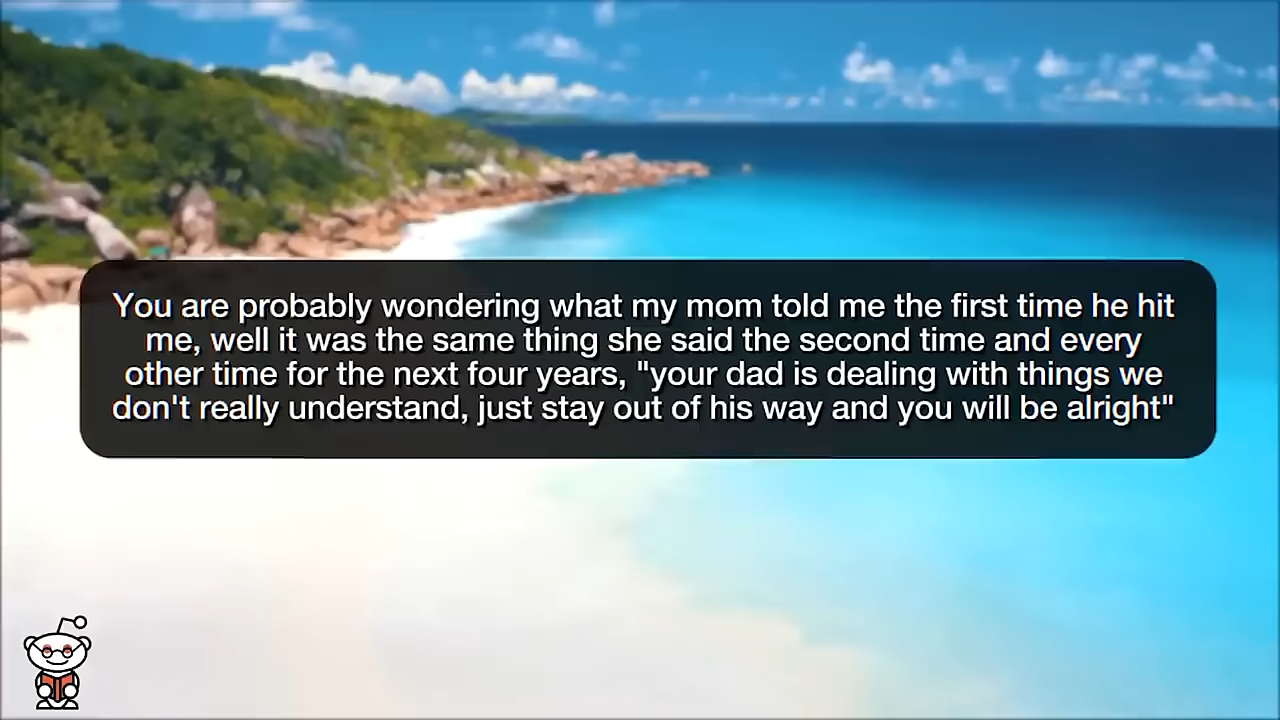 You are probably wondering what my mom told me the first time he hit
me, well it was the same thing she said the second time and every
other time for the next four years, "your dad is dealing with things we
don't really understand, just stay out of his way and you will be alright"